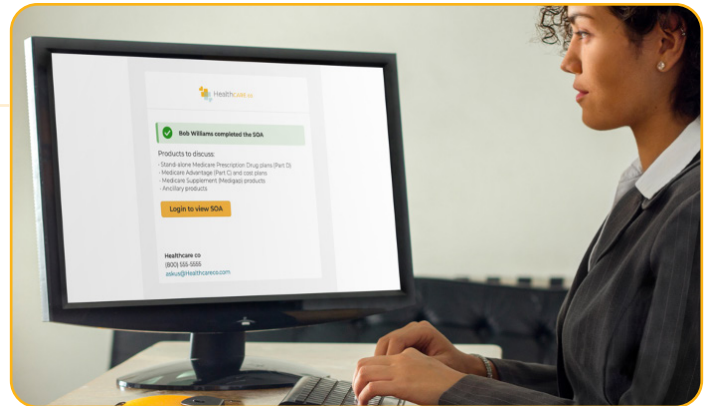 Healthcare co
Bob Williams completed the SOA
Products to discuss:
- Stand-alone Medicare Prescription Drug plans (Part D)
- Medicare Advantage (Part C) and cost plans
- Medicare Supplement (Medigap) products
- Ancillary products
Login to view SOA
Healthcare co
(800) 555-5555
askus@Healthcareco.com